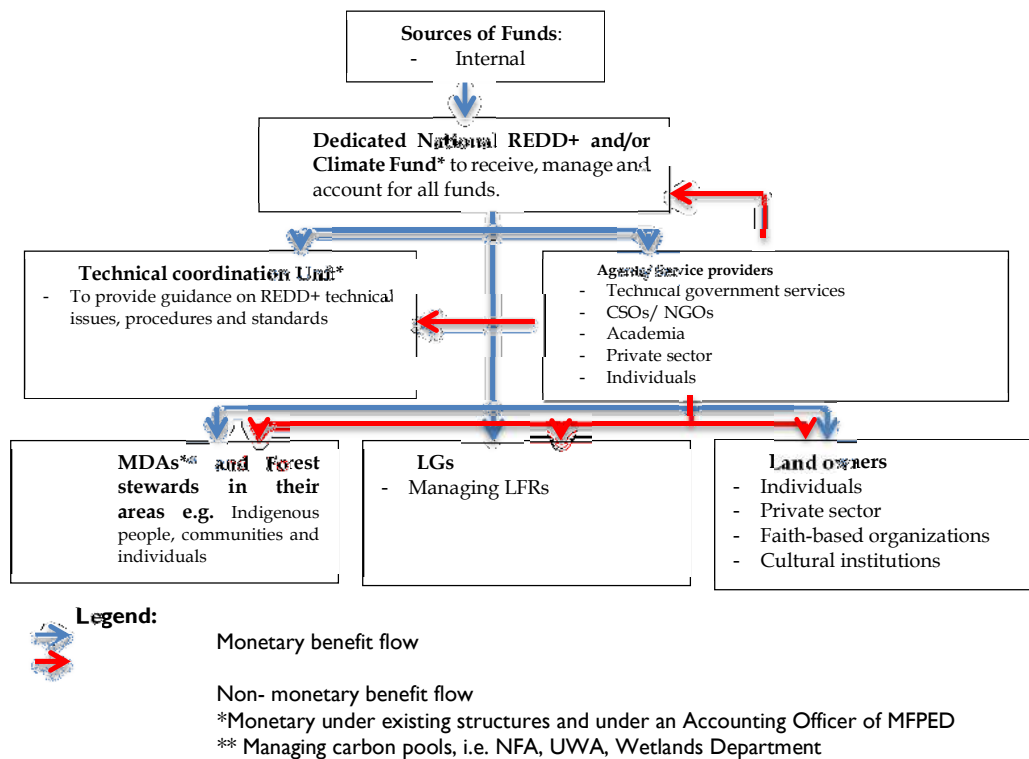 Sources of Funds:
- Internal
Dedicated National REDD+ and/or
Climate Fund* to receive, manage and
account for all funds.
Technical coordination Unit*
- To provide guidance on REDD+ technical
issues, procedures and standards
Agents/ Service providers
- Technical government services
- CSOs/ NGOs
- Academia
- Private sector
- Individuals
MDAs** and Forest
stewards in their
areas e.g. Indigenous
people, communities and
individuals
LGs
- Managing LFRs
Land owners
- Individuals
- Private sector
- Faith-based organizations
- Cultural institutions
Legend:
Monetary benefit flow
Non- monetary benefit flow
*Monetary under existing structures and under an Accounting Officer of MFPED
** Managing carbon pools, i.e. NFA, UWA, Wetlands Department